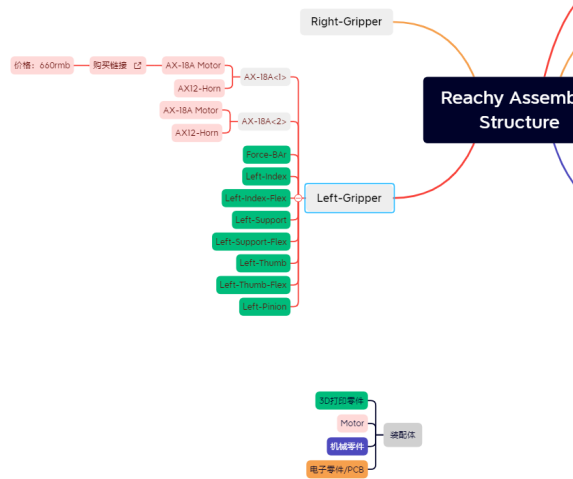 Right-Gripper
Reachy Assemb
Structure
价格：660rmb
购买链接
AX-18A Motor
AX-18A<1>
AX12-Horn
AX-18A Motor
AX-18A<2>
AX12-Horn
Force-BAr
Left-Index
Left-Index-Flex
Left-Gripper
Left-Support
Left-Support-Flex
Left-Thumb
Left-Thumb-Flex
Left-Pinion
3D打印零件
Motor
装配体
机械零件
电子零件/PCB